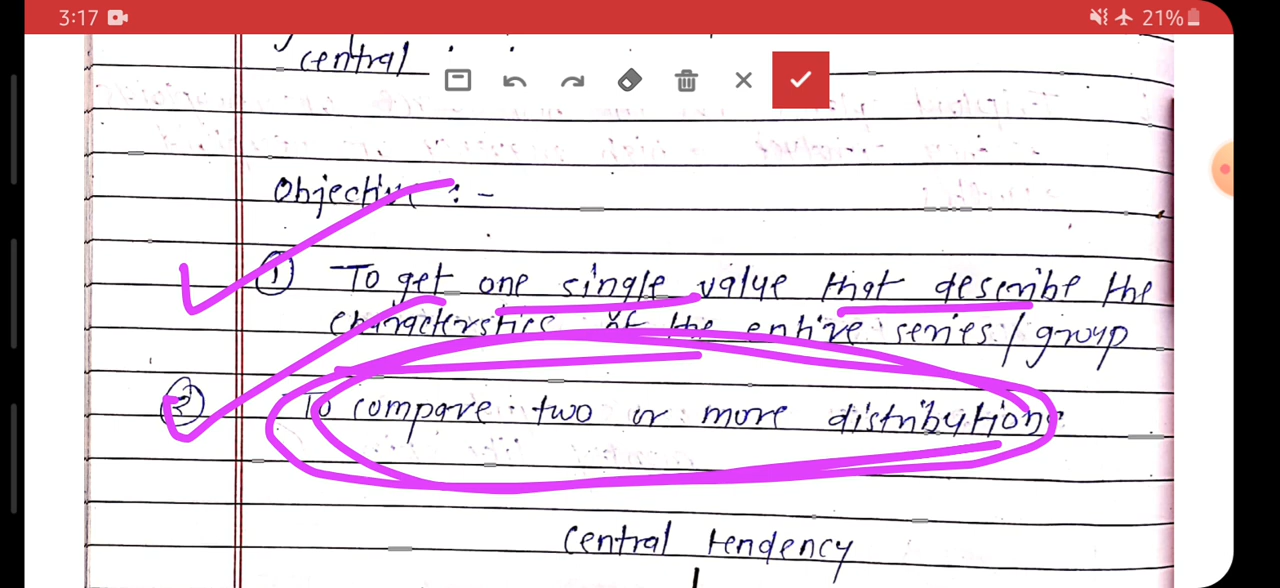 3:17
21%
central
Objective : -
① To get one single value that describe the
characterstics of the entire series / group
② To compare two or more distributions
Central tendency